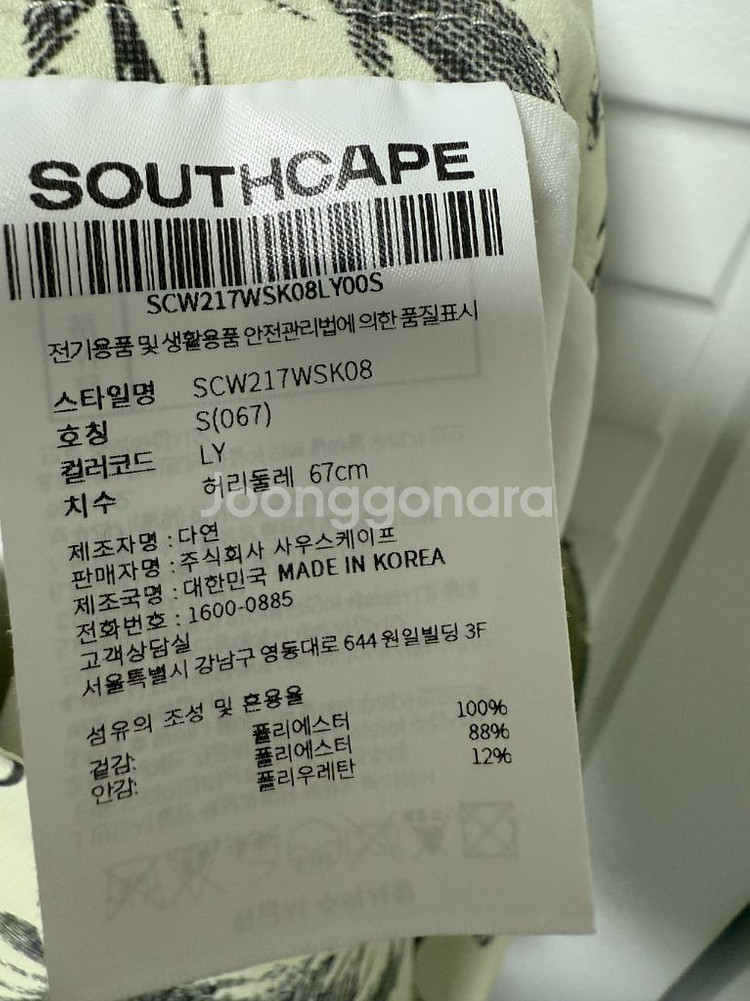 SOUTHCAPE
SCW217WSK08LY00S
전기용품 및 생활용품 안전관리법에 의한 품질표시
스타일명 SCW217WSK08
호칭 S(067)
컬러코드 LY
치수 허리둘레 67cm
Joonggonara
제조자명 : 다연
판매자명 : 주식회사 사우스케이프
제조국명 : 대한민국 MADE IN KOREA
전화번호 : 1600-0885
고객상담실
서울특별시 강남구 영동대로 644 원일빌딩 3F
섬유의 조성 및 혼용율
겉감: 폴리에스터 100%
안감: 폴리에스터 88%
폴리우레탄 12%